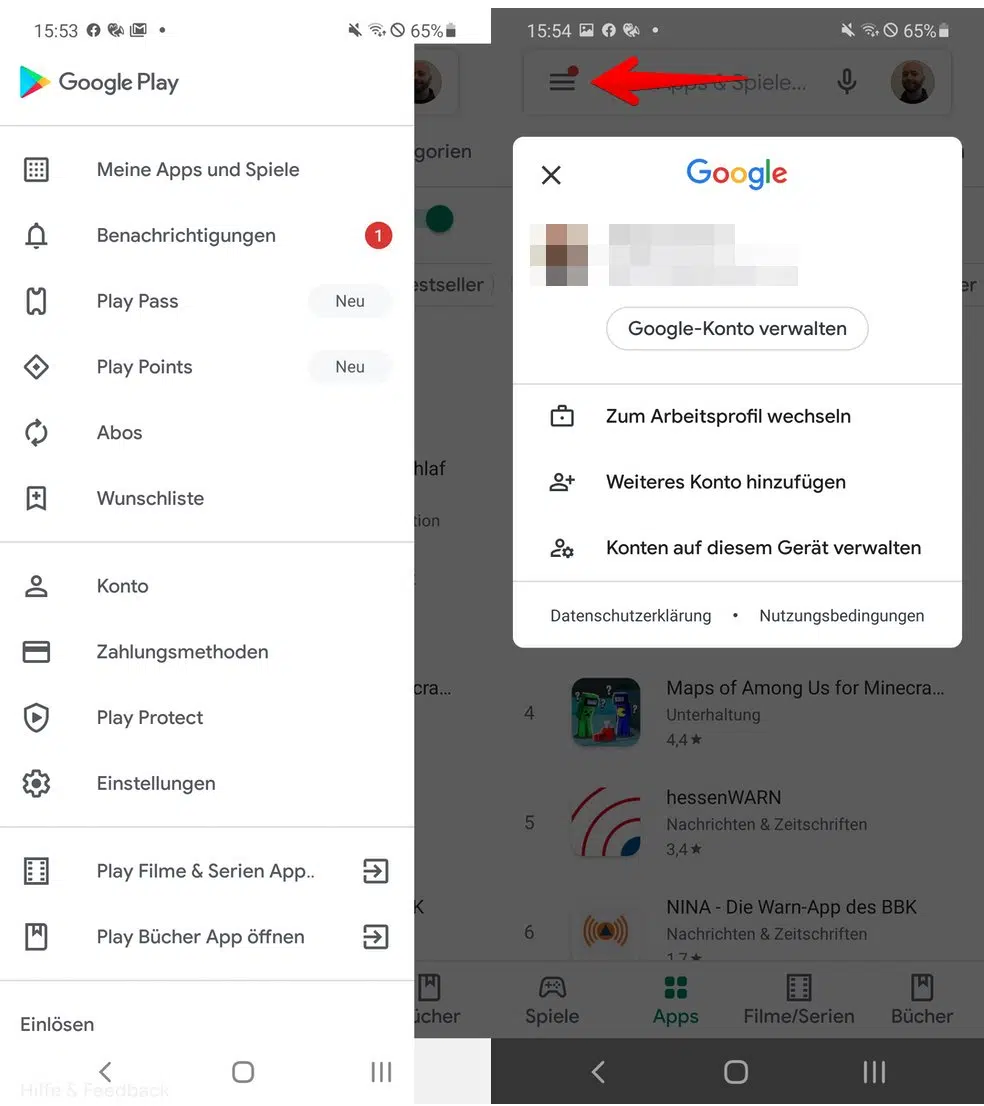 15:53
65%
Google Play
Meine Apps und Spiele
Benachrichtigungen
1
Play Pass
Neu
Play Points
Neu
Abos
Wunschliste
Konto
Zahlungsmethoden
Play Protect
Einstellungen
Play Filme & Serien App..
Play Bücher App öffnen
Einlösen
Hilfe & Feedback
gorien
estseller
hlaf
tion
cra...
K
ücher
15:54
65%
Apps & Spiele...
Google
Google-Konto verwalten
Zum Arbeitsprofil wechseln
Weiteres Konto hinzufügen
Konten auf diesem Gerät verwalten
Datenschutzerklärung • Nutzungsbedingungen
er
4
Maps of Among Us for Minecra...
Unterhaltung
4,4★
5
hessenWARN
Nachrichten & Zeitschriften
3,4★
6
NINA - Die Warn-App des BBK
Nachrichten & Zeitschriften
1,7★
Spiele
Apps
Filme/Serien
Bücher